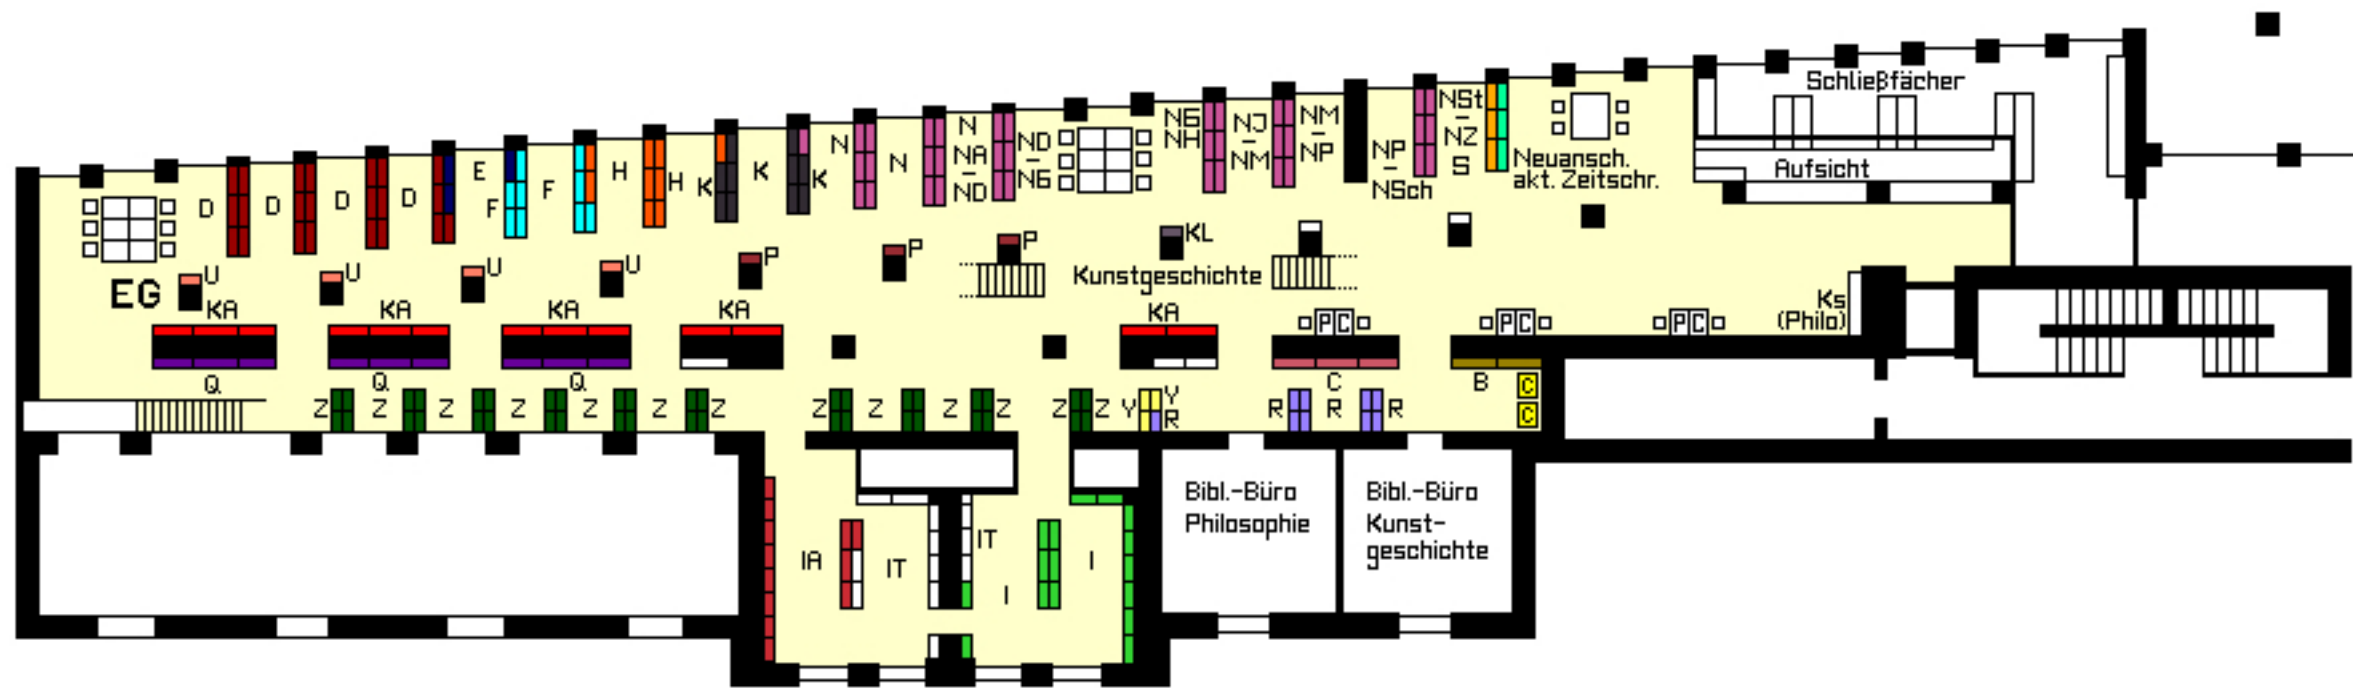 Schließfächer
Aufsicht
Neuansch.
akt. Zeitschr.
NSt
-
NZ
S
NP
-
NSch
NM
-
NP
NJ
-
NM
NG
NH
ND
-
NG
N
NA
-
ND
N
N
K
K
K
H
H
F
E
F
D
D
D
D
EG
U
U
U
U
P
P
P
KL
Kunstgeschichte
Ks
(Philo)
KA
KA
KA
KA
KA
PC
PC
PC
Q
Q
Q
C
B
C
C
Z
Z
Z
Z
Z
Z
Z
Z
Z
Z
Z
Z
Z
Y
Y
R
R
R
R
IA
IT
IT
I
I
Bibl.-Büro
Philosophie
Bibl.-Büro
Kunst-
geschichte